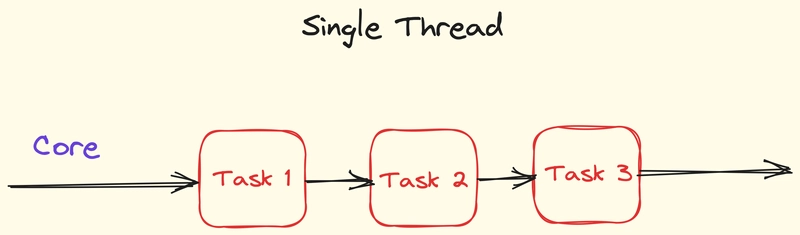 Single Thread
Core
Task 1
Task 2
Task 3